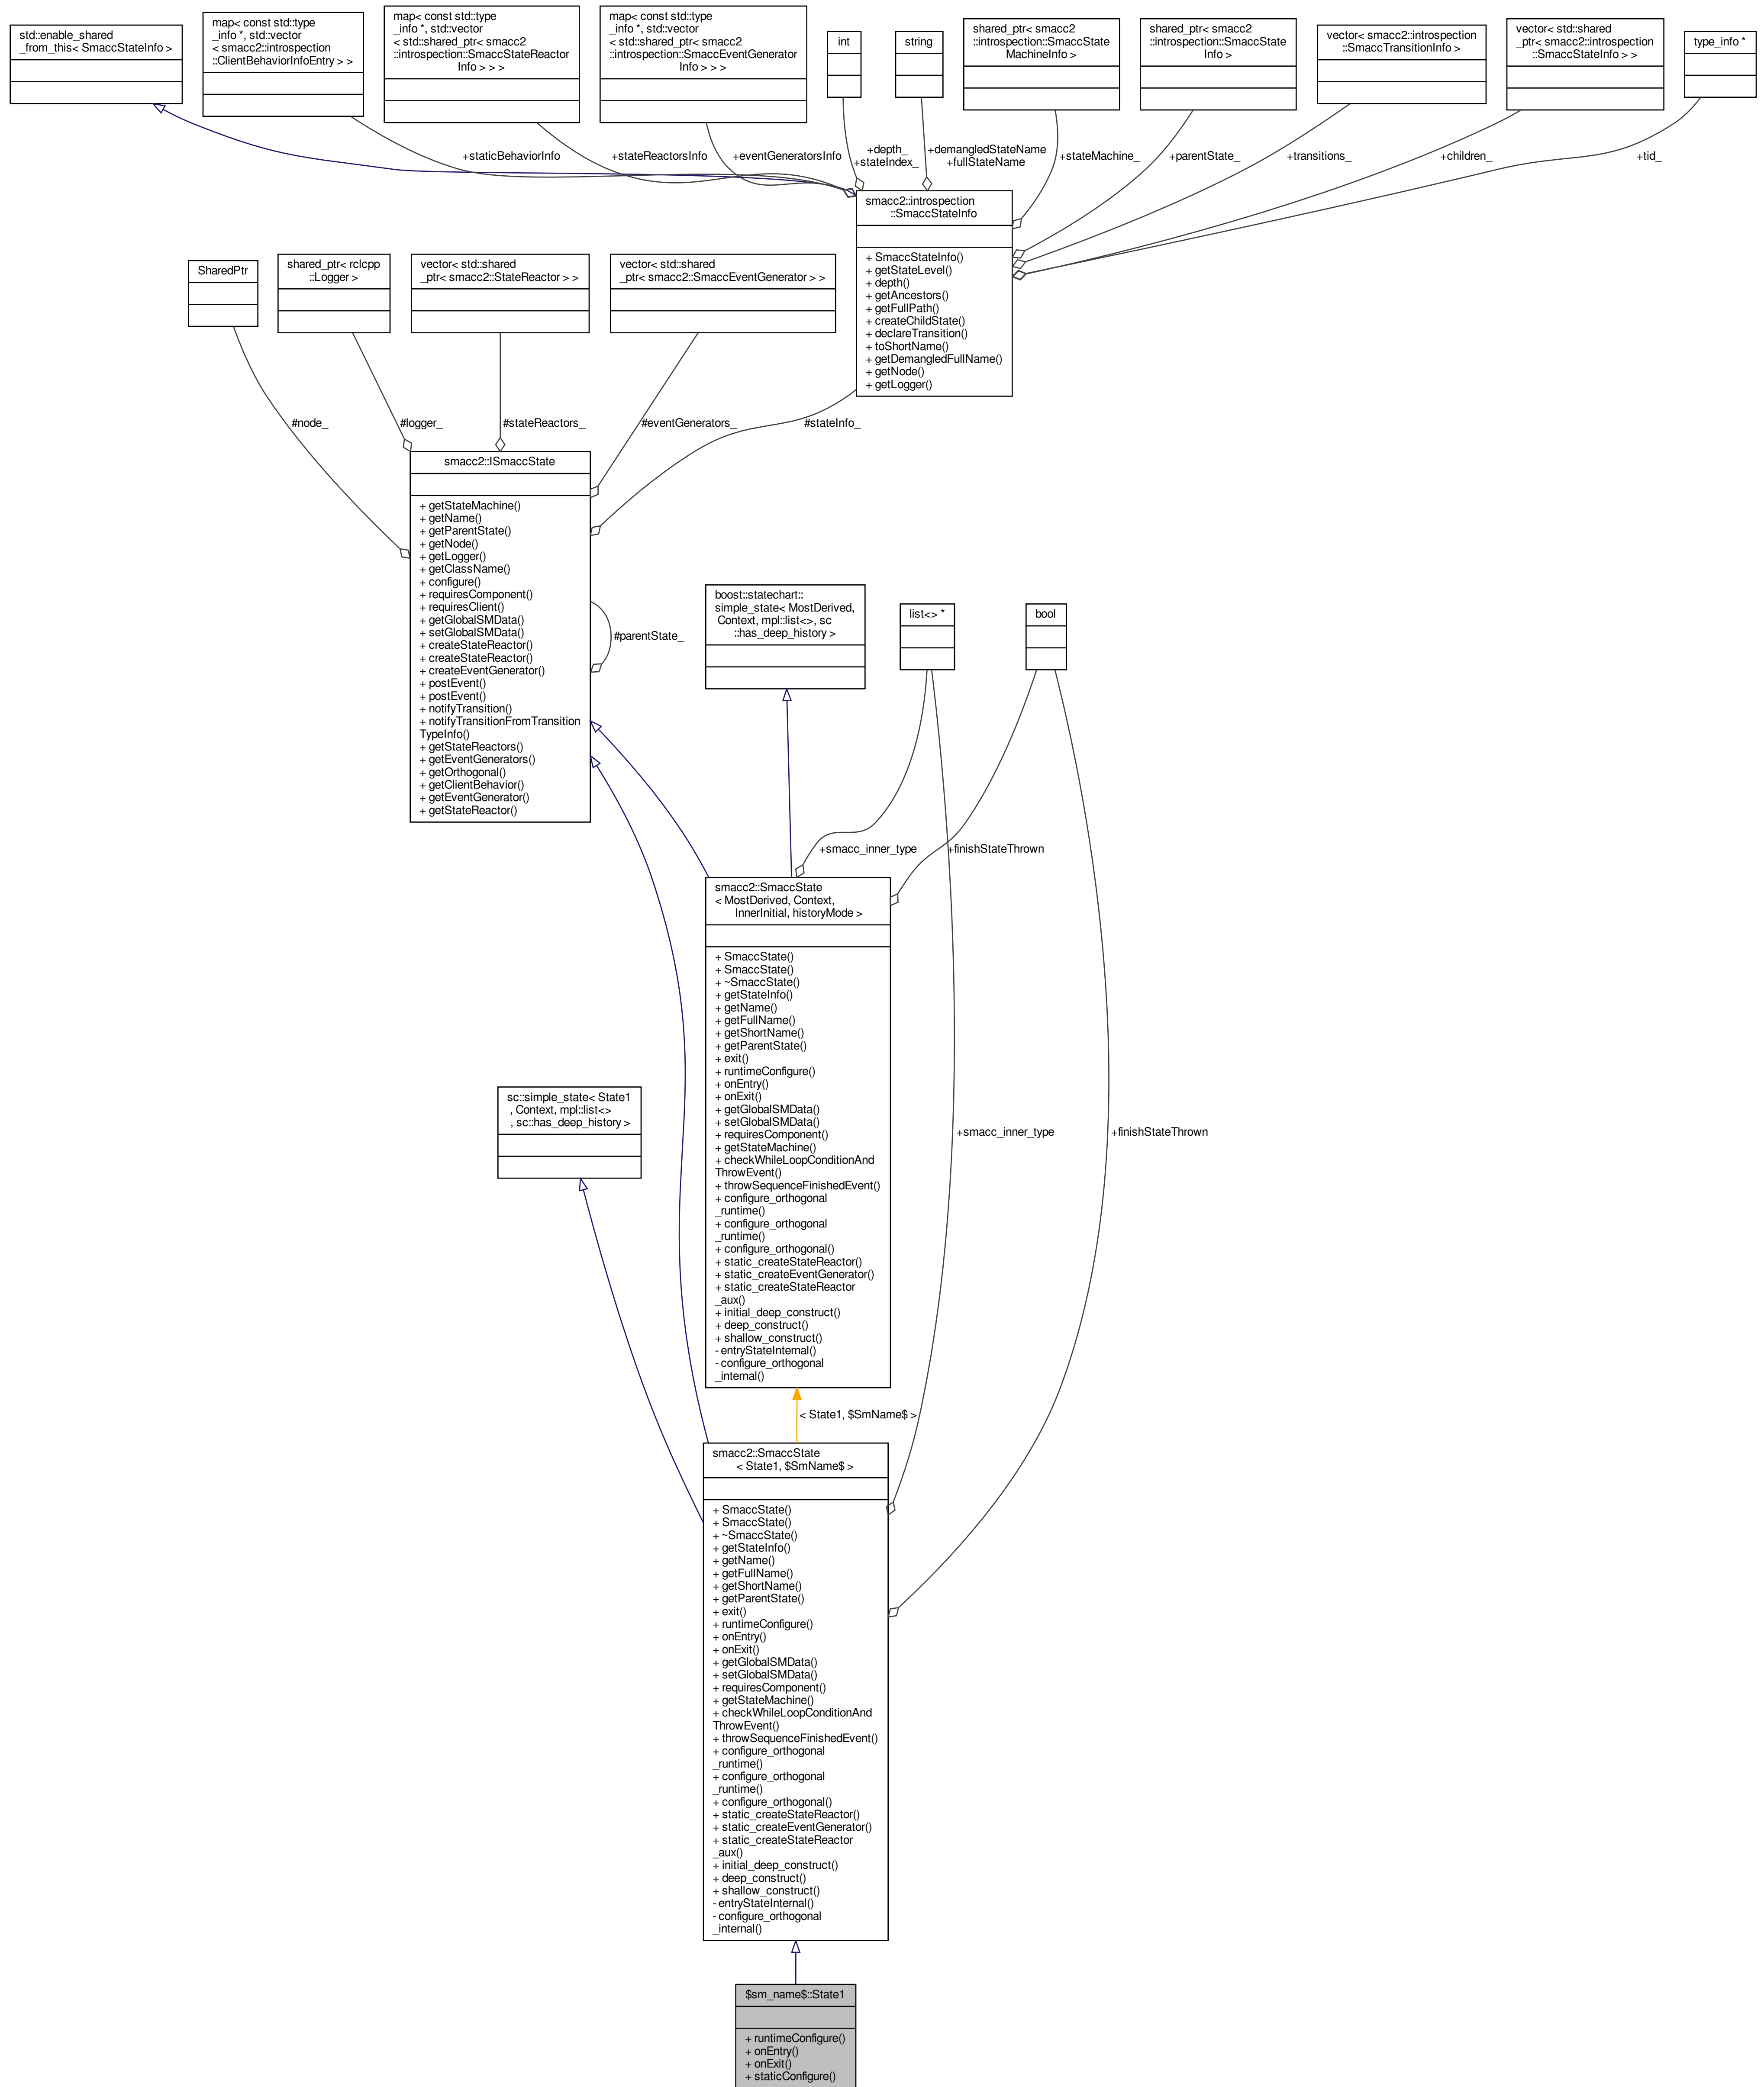 std::enable_shared
_from_this< SmaccStateInfo >
map< const std::type
_info *, std::vector
< smacc2::introspection
::ClientBehaviorInfoEntry > >
map< const std::type
_info *, std::vector
< std::shared_ptr< smacc2
::introspection::SmaccStateReactor
Info > > >
map< const std::type
_info *, std::vector
< std::shared_ptr< smacc2
::introspection::SmaccEventGenerator
Info > > >
int
string
shared_ptr< smacc2
::introspection::SmaccState
MachineInfo >
shared_ptr< smacc2
::introspection::SmaccState
Info >
vector< smacc2::introspection
::SmaccTransitionInfo >
vector< std::shared
_ptr< smacc2::introspection
::SmaccStateInfo > >
type_info *
+staticBehaviorInfo
+stateReactorsInfo
+eventGeneratorsInfo
+depth_
+stateIndex_
+demangledStateName
+fullStateName
+stateMachine_
+parentState_
+transitions_
+children_
+tid_
smacc2::introspection
::SmaccStateInfo
+ SmaccStateInfo()
+ getStateLevel()
+ depth()
+ getAncestors()
+ getFullPath()
+ createChildState()
+ declareTransition()
+ toShortName()
+ getDemangledFullName()
+ getNode()
+ getLogger()
SharedPtr
shared_ptr< rclcpp
::Logger >
vector< std::shared
_ptr< smacc2::StateReactor > >
vector< std::shared
_ptr< smacc2::SmaccEventGenerator > >
#node_
#logger_
#stateReactors_
#eventGenerators_
#stateInfo_
smacc2::ISmaccState
+ getStateMachine()
+ getName()
+ getParentState()
+ getNode()
+ getLogger()
+ getClassName()
+ configure()
+ requiresComponent()
+ requiresClient()
+ getGlobalSMData()
+ setGlobalSMData()
+ createStateReactor()
+ createStateReactor()
+ createEventGenerator()
+ postEvent()
+ postEvent()
+ notifyTransition()
+ notifyTransitionFromTransition
TypeInfo()
+ getStateReactors()
+ getEventGenerators()
+ getOrthogonal()
+ getClientBehavior()
+ getEventGenerator()
+ getStateReactor()
#parentState_
boost::statechart::
simple_state< MostDerived,
Context, mpl::list<>, sc
::has_deep_history >
list<> *
bool
+smacc_inner_type
+finishStateThrown
smacc2::SmaccState
< MostDerived, Context,
InnerInitial, historyMode >
+ SmaccState()
+ SmaccState()
+ ~SmaccState()
+ getStateInfo()
+ getName()
+ getFullName()
+ getShortName()
+ getParentState()
+ exit()
+ runtimeConfigure()
+ onEntry()
+ onExit()
+ getGlobalSMData()
+ setGlobalSMData()
+ requiresComponent()
+ getStateMachine()
+ checkWhileLoopConditionAnd
ThrowEvent()
+ throwSequenceFinishedEvent()
+ configure_orthogonal
_runtime()
+ configure_orthogonal
_runtime()
+ configure_orthogonal()
+ static_createStateReactor()
+ static_createEventGenerator()
+ static_createStateReactor
_aux()
+ initial_deep_construct()
+ deep_construct()
+ shallow_construct()
- entryStateInternal()
- configure_orthogonal
_internal()
sc::simple_state< State1
, Context, mpl::list<>
, sc::has_deep_history >
+smacc_inner_type
+finishStateThrown
< State1, $SmName$ >
smacc2::SmaccState
< State1, $SmName$ >
+ SmaccState()
+ SmaccState()
+ ~SmaccState()
+ getStateInfo()
+ getName()
+ getFullName()
+ getShortName()
+ getParentState()
+ exit()
+ runtimeConfigure()
+ onEntry()
+ onExit()
+ getGlobalSMData()
+ setGlobalSMData()
+ requiresComponent()
+ getStateMachine()
+ checkWhileLoopConditionAnd
ThrowEvent()
+ throwSequenceFinishedEvent()
+ configure_orthogonal
_runtime()
+ configure_orthogonal
_runtime()
+ configure_orthogonal()
+ static_createStateReactor()
+ static_createEventGenerator()
+ static_createStateReactor
_aux()
+ initial_deep_construct()
+ deep_construct()
+ shallow_construct()
- entryStateInternal()
- configure_orthogonal
_internal()
$sm_name$::State1
+ runtimeConfigure()
+ onEntry()
+ onExit()
+ staticConfigure()